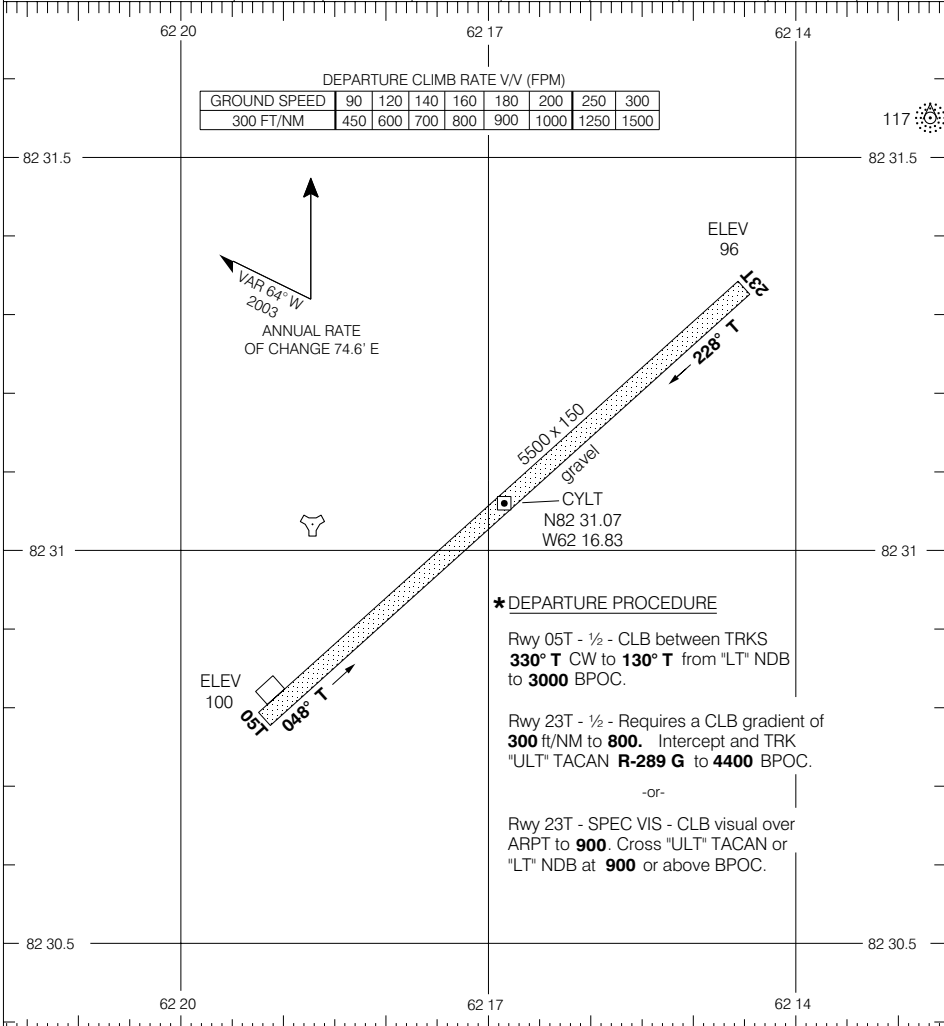 62 20
62 17
62 14
DEPARTURE CLIMB RATE V/V (FPM)
GROUND SPEED 90 120 140 160 180 200 250 300
300 FT/NM 450 600 700 800 900 1000 1250 1500
117
82 31.5
82 31.5
VAR 64° W
2003
ANNUAL RATE
OF CHANGE 74.6' E
ELEV
96
23T
228° T
5500 x 150
gravel
CYLT
N82 31.07
W62 16.83
82 31
82 31
ELEV
100
05T
048° T
* DEPARTURE PROCEDURE
Rwy 05T - ½ - CLB between TRKS
330° T CW to 130° T from "LT" NDB
to 3000 BPOC.
Rwy 23T - ½ - Requires a CLB gradient of
300 ft/NM to 800. Intercept and TRK
"ULT" TACAN R-289 G to 4400 BPOC.
-or-
Rwy 23T - SPEC VIS - CLB visual over
ARPT to 900. Cross "ULT" TACAN or
"LT" NDB at 900 or above BPOC.
82 30.5
82 30.5
62 20
62 17
62 14